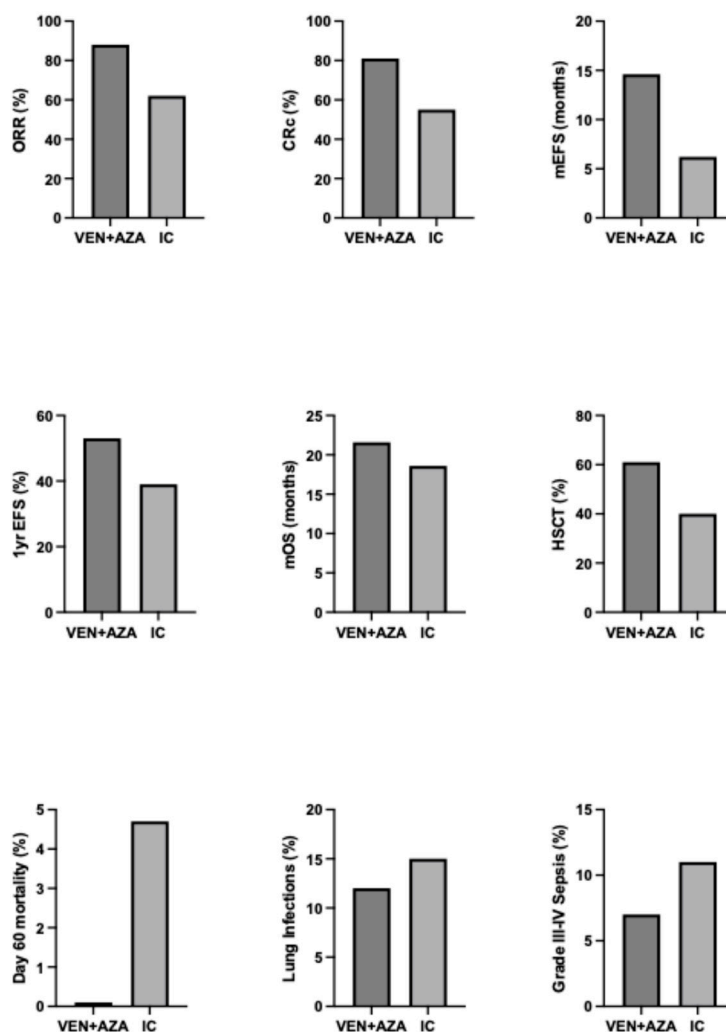 ORR (%)
100
80
60
40
20
0
VEN+AZA IC
CRc (%)
100
80
60
40
20
0
VEN+AZA IC
mEFS (months)
20
15
10
5
0
VEN+AZA IC
1yr EFS (%)
60
40
20
0
VEN+AZA IC
mOS (months)
25
20
15
10
5
0
VEN+AZA IC
HSCT (%)
80
60
40
20
0
VEN+AZA IC
Day 60 mortality (%)
5
4
3
2
1
0
VEN+AZA IC
Lung Infections (%)
20
15
10
5
0
VEN+AZA IC
Grade III-IV Sepsis (%)
15
10
5
0
VEN+AZA IC